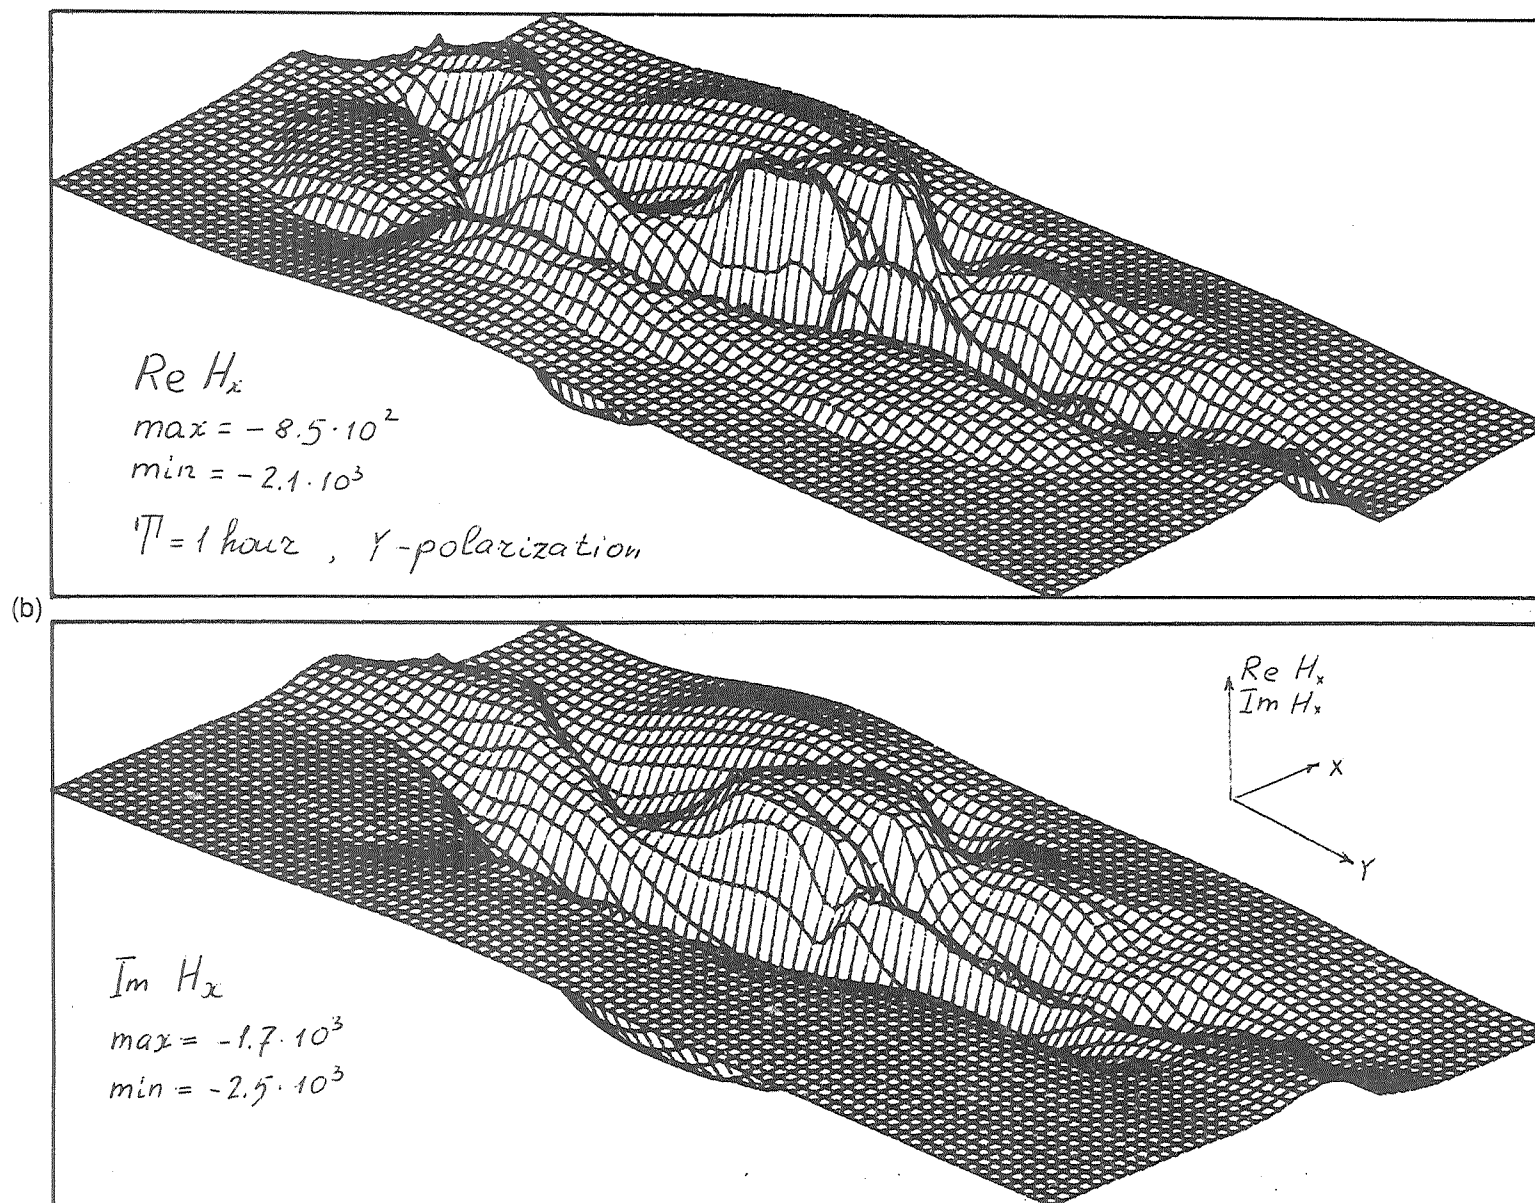 Re Hₓ
max = - 8.5·10²
min = - 2.1·10³
T = 1 hour , Y-polarization
(b)
Re Hₓ
Im Hₓ
X
Y
Im Hₓ
max = -1.7·10³
min = -2.5·10³